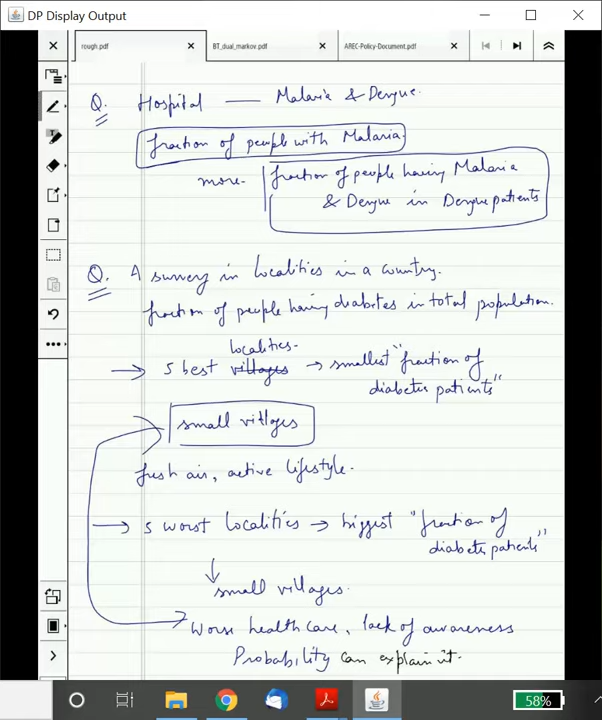 DP Display Output
rough.pdf
BT_dual_markov.pdf
AREC-Policy-Document.pdf
Q. Hospital — Malaria & Dengue.
fraction of people with Malaria
more. fraction of people having Malaria
& Dengue in Dengue patients
Q. A survey in localities in a country.
fraction of people having diabetes in total population.
localities.
→ 5 best villages → smallest "fraction of
diabetes patients"
small villages
fresh air, active lifestyle.
→ 5 worst localities → biggest "fraction of
diabetes patients"
↓
small villages.
Worse healthcare, lack of awareness
Probability can explain it.
58%